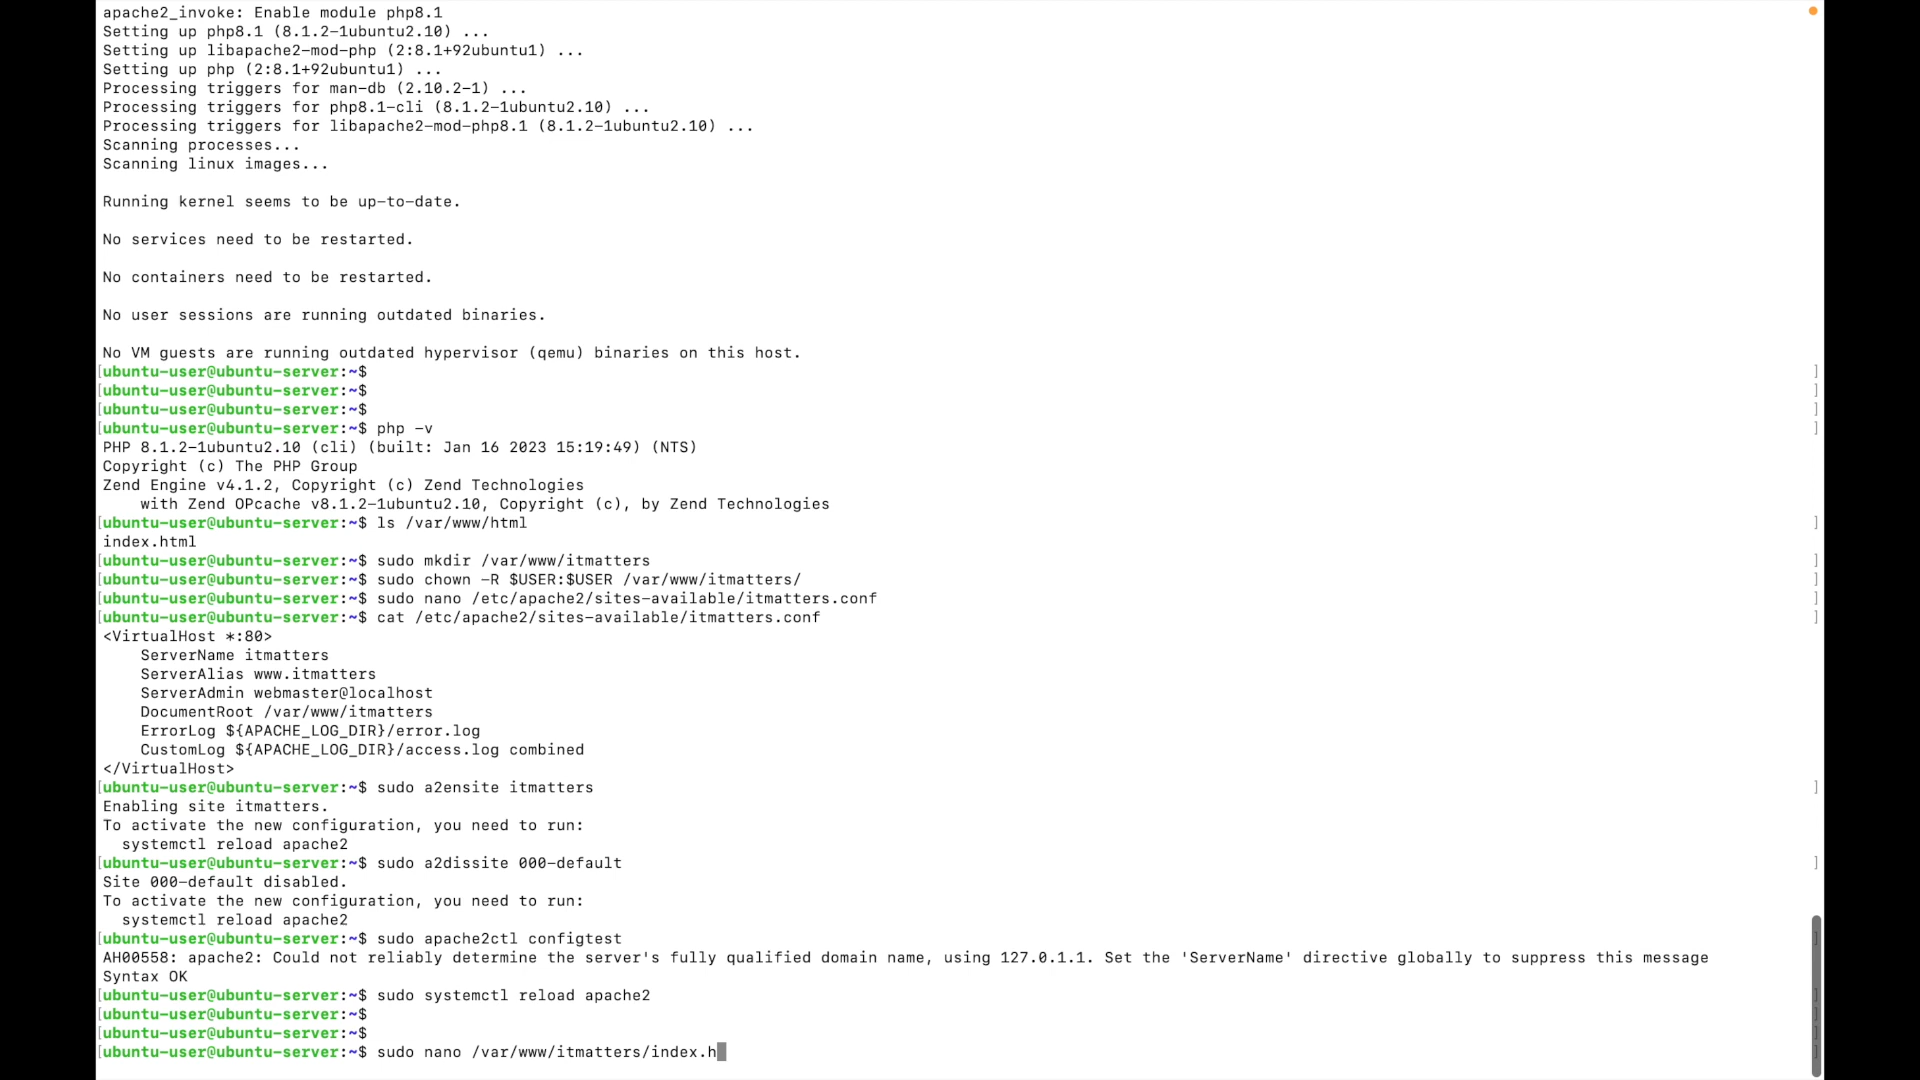 apache2_invoke: Enable module php8.1
Setting up php8.1 (8.1.2-1ubuntu2.10) ...
Setting up libapache2-mod-php (2:8.1+92ubuntu1) ...
Setting up php (2:8.1+92ubuntu1) ...
Processing triggers for man-db (2.10.2-1) ...
Processing triggers for php8.1-cli (8.1.2-1ubuntu2.10) ...
Processing triggers for libapache2-mod-php8.1 (8.1.2-1ubuntu2.10) ...
Scanning processes...
Scanning linux images...
Running kernel seems to be up-to-date.
No services need to be restarted.
No containers need to be restarted.
No user sessions are running outdated binaries.
No VM guests are running outdated hypervisor (qemu) binaries on this host.
[ubuntu-user@ubuntu-server:~$ ]
[ubuntu-user@ubuntu-server:~$ ]
[ubuntu-user@ubuntu-server:~$ ]
[ubuntu-user@ubuntu-server:~$ php -v ]
PHP 8.1.2-1ubuntu2.10 (cli) (built: Jan 16 2023 15:19:49) (NTS)
Copyright (c) The PHP Group
Zend Engine v4.1.2, Copyright (c) Zend Technologies
    with Zend OPcache v8.1.2-1ubuntu2.10, Copyright (c), by Zend Technologies
[ubuntu-user@ubuntu-server:~$ ls /var/www/html ]
index.html
[ubuntu-user@ubuntu-server:~$ sudo mkdir /var/www/itmatters ]
[ubuntu-user@ubuntu-server:~$ sudo chown -R $USER:$USER /var/www/itmatters/ ]
[ubuntu-user@ubuntu-server:~$ sudo nano /etc/apache2/sites-available/itmatters.conf ]
[ubuntu-user@ubuntu-server:~$ cat /etc/apache2/sites-available/itmatters.conf ]
<VirtualHost *:80>
    ServerName itmatters
    ServerAlias www.itmatters
    ServerAdmin webmaster@localhost
    DocumentRoot /var/www/itmatters
    ErrorLog ${APACHE_LOG_DIR}/error.log
    CustomLog ${APACHE_LOG_DIR}/access.log combined
</VirtualHost>
[ubuntu-user@ubuntu-server:~$ sudo a2ensite itmatters ]
Enabling site itmatters.
To activate the new configuration, you need to run:
  systemctl reload apache2
[ubuntu-user@ubuntu-server:~$ sudo a2dissite 000-default ]
Site 000-default disabled.
To activate the new configuration, you need to run:
  systemctl reload apache2
[ubuntu-user@ubuntu-server:~$ sudo apache2ctl configtest ]
AH00558: apache2: Could not reliably determine the server's fully qualified domain name, using 127.0.1.1. Set the 'ServerName' directive globally to suppress this message
Syntax OK
[ubuntu-user@ubuntu-server:~$ sudo systemctl reload apache2 ]
[ubuntu-user@ubuntu-server:~$ ]
[ubuntu-user@ubuntu-server:~$ ]
[ubuntu-user@ubuntu-server:~$ sudo nano /var/www/itmatters/index.h ]